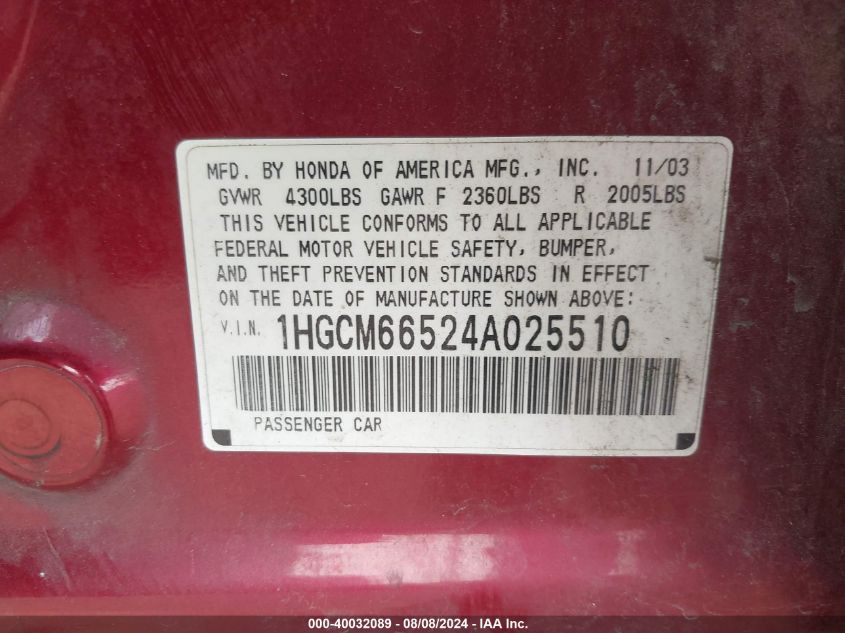 MFD. BY HONDA OF AMERICA MFG., INC. 11/03
GVWR 4300LBS GAWR F 2360LBS R 2005LBS
THIS VEHICLE CONFORMS TO ALL APPLICABLE
FEDERAL MOTOR VEHICLE SAFETY, BUMPER,
AND THEFT PREVENTION STANDARDS IN EFFECT
ON THE DATE OF MANUFACTURE SHOWN ABOVE:
V.I.N. 1HGCM66524A025510
PASSENGER CAR
000-40032089 - 08/08/2024 - IAA Inc.